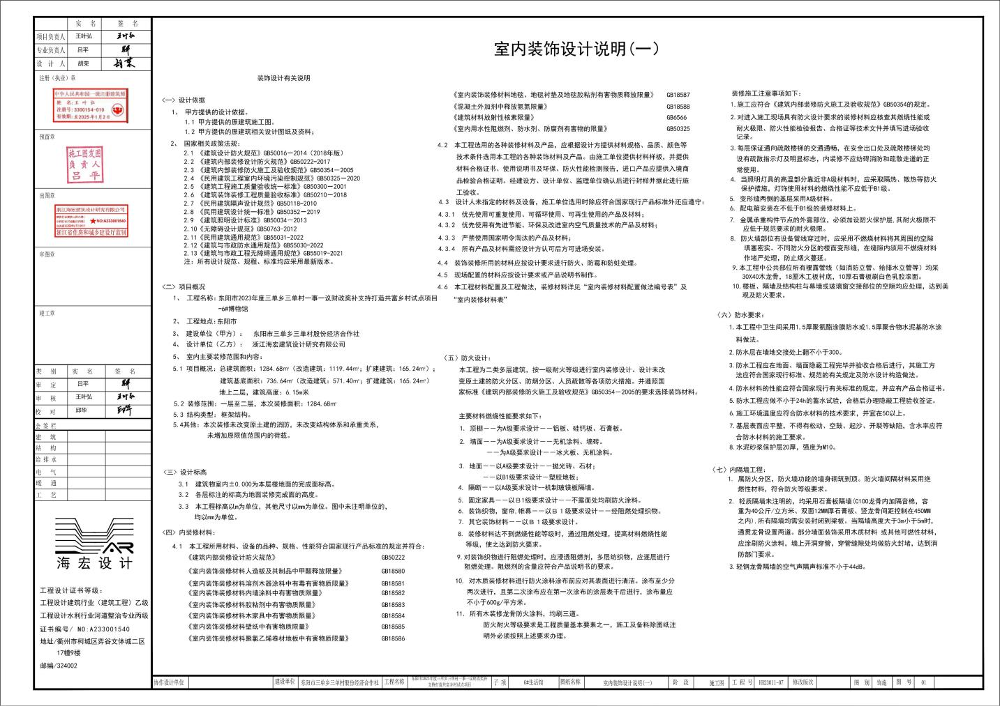 实 名 签 名
项目负责人 王叶弘
专业负责人 吕平
设 计 人 胡荣
注册（执业）章
中华人民共和国一级注册建筑师
姓 名:王 叶 弘
注册号:3300154-010
有效期:至2025年1月2日
预留章
施工图发图
负责人
吕 平
出图章
浙江海宏建筑设计研究有限公司
★NO:A233001540
浙江省住房和城乡建设厅监制
审图章
竣工章
类 别 实 名 签 名
审 定 吕平
审 核 王叶弘
校 对 邱华
会签栏
建 筑
结 构
给排水
电 气
暖 通
工 艺
AR
海宏设计
工程设计证书等级：
工程设计建筑行业（建筑工程）乙级
工程设计水利行业河道整治专业丙级
证书编号/ NO:A233001540
地址/衢州市柯城区弈谷文体城二区
17幢9楼
邮编/324002
室内装饰设计说明(一)
装饰设计有关说明
<一> 设计依据
1、 甲方提供的设计依据。
1.1 甲方提供的原建筑施工图。
1.2 甲方提供的原建筑相关设计图纸及资料；
2、 国家相关政策法规：
2.1 《建筑设计防火规范》GB50016－2014（2018年版）
2.2 《建筑内部装修设计防火规范》GB50222-2017
2.3 《建筑内部装修防火施工及验收规范》GB50354－2005
2.4 《民用建筑工程室内环境污染控制规范》GB50325－2020
2.5 《建筑工程施工质量验收统一标准》GB50300－2001
2.6 《建筑装饰装修工程质量验收标准》GB50210－2018
2.7 《民用建筑隔声设计规范》GB50118-2010
2.8 《民用建筑设计统一标准》GB50352－2019
2.9 《建筑照明设计标准》GB50034－2013
2.10《无障碍设计规范》GB50763-2012
2.11《民用建筑通用规范》GB55031-2022
2.12《建筑与市政防水通用规范》GB55030-2022
2.13《建筑与市政工程无障碍通用规范》GB55019-2021
注：所有设计规范、规程、标准均应采用最新版本。
<二> 项目概况
1、 工程名称：东阳市2023年度三单乡三单村一事一议财政奖补支持打造共富乡村试点项目
-6#博物馆
2、 工程地点：东阳市
3、 建设单位（甲方）： 东阳市三单乡三单村股份经济合作社
4、 设计单位（乙方）： 浙江海宏建筑设计研究有限公司
5、 室内主要装修范围和内容：
5.1 项目概况：总建筑面积：1284.68㎡（改造建筑：1119.44㎡；扩建建筑：165.24㎡）；
建筑基底面积：736.64㎡（改造建筑：571.40㎡；扩建建筑：165.24㎡）
地上二层，建筑高度：6.15m米
5.2 装修范围：一层至二层，本次装修面积：1284.68㎡
5.3 结构类型：框架结构。
5.4其他：本次装修未改变原土建的消防，未改变结构体系和承重关系，
未增加原限值范围内的荷载。
<三> 设计标高
3.1 建筑物室内±0.000为本层楼地面的完成面标高。
3.2 各层标注的标高为地面装修完成面的高度。
3.3 本工程标高以m为单位，其他尺寸以mm为单位。图中未注明单位的，
均以mm为单位。
<四> 内装修材料：
4.1 本工程所用材料、设备的品种、规格、性能符合国家现行产品标准的规定并符合：
《建筑内部装修设计防火规范》 GB50222
《室内装饰装修材料人造板及其制品中甲醛释放限量》 GB18580
《室内装饰装修材料溶剂木器涂料中有毒有害物质限量》 GB18581
《室内装饰装修材料内墙涂料中有害物质限量》 GB18582
《室内装饰装修材料胶粘剂中有害物质限量》 GB18583
《室内装饰装修材料木家具中有害物质限量》 GB18584
《室内装饰装修材料壁纸中有害物质限量》 GB18585
《室内装饰装修材料聚氯乙烯卷材地板中有害物质限量》 GB18586
《室内装饰装修材料地毯、地毯衬垫及地毯胶粘剂有害物质释放限量》 GB18587
《混凝土外加剂中释放氨氮限量》 GB18588
《建筑材料放射性核素限量》 GB6566
《室内用水性阻燃剂、防水剂、防腐剂有害物的限量》 GB50325
4.2 本工程选用的各种装修材料及产品，应根据设计方提供材料规格、品质、颜色等
技术条件选用本工程的各种装饰材料及产品。由施工单位提供材料样板，并提供
材料合格证书、使用说明书及环保、防火性能检测报告，进口产品应提供入境商
品检验合格证明。经建设方、设计单位、监理单位确认后进行封样并据此进行施
工验收。
4.3 设计人未指定的材料及设备，施工单位选用时除应符合国家现行产品标准外还应遵守：
4.3.1 优先使用可重复使用、可循环使用、可再生使用的产品及材料；
4.3.2 优先使用有先进节能、环保及改进室内空气质量技术的产品及材料；
4.3.3 严禁使用国家明令淘汰的产品及材料；
4.3.4 所有产品及材料需经设计方认可后方可进场安装。
4.4 装饰装修所用的材料应按设计要求进行防火、防霉和防蛀处理。
4.5 现场配置的材料应按设计要求或产品说明书制作。
4.6 本工程材料配置及工程做法，装修材料详见“室内装修材料配置做法编号表”及
“室内装修材料表”
（五）防火设计：
本工程为二类多层建筑，按一级耐火等级进行室内装修设计。设计未改
变原土建的防火分区、防烟分区、人员疏散等各项防火措施。并遵照国
家标准《建筑内部装修防火施工及验收规范》GB50354－2005的要求选择装饰材料。
主要材料燃烧性能要求如下：
1. 顶棚－－为A级要求设计－－铝板、硅钙板、石膏板。
2. 墙面－－为A级要求设计－－无机涂料、墙砖。
－－为A级要求设计－－冰火板、无机涂料。
3. 地面－－以A级要求设计－－抛光砖、石材；
－－以B1级要求设计－塑胶地板；
4. 隔断－－以A级要求设计--机制玻镁板隔墙。
5. 固定家具－－以Ｂ1级要求设计－－不露面处均刷防火涂料。
6. 装饰织物，窗帘，帷幕－－以Ｂ１级要求设计－－经阻燃处理织物。
7. 其它装饰材料－－以Ｂ１级要求设计。
8. 装修材料达不到燃烧性能等级时，通过阻燃处理，提高材料燃烧性能
等级，使之达到防火要求。
9. 对装饰织物进行阻燃处理时，应浸透阻燃剂，多层纺织物，应逐层进行
阻燃处理。阻燃剂的含量应符合产品说明书的要求。
10. 对木质装修材料进行防火涂料涂布前应对其表面进行清洁。涂布至少分
两次进行，且第二次涂布应在第一次涂布的涂层表干后进行，涂布量应
不小于600g/平方米。
11. 所有木装修龙骨防火涂料，均刷三道。
防火耐火等级要求是工程质量基本要素之一，施工及备料除图纸注
明外必须按照上述要求办理。
装修施工注意事项如下：
1.施工应符合《建筑内部装修防火施工及验收规范》GB50354的规定。
2.对进入施工现场具有防火设计要求的装修材料应核查其燃烧性能或
耐火极限、防火性能检验报告、合格证等技术文件并填写进场验收
记录。
3.每层保证通向疏散楼梯的交通通畅，在安全出口处及疏散楼梯处均
设有疏散指示灯及明显标志，内装修不应妨碍消防和疏散走道的正
常使用。
4. 当照明灯具的高温部分靠近非A级材料时，应采取隔热、散热等防火
保护措施，灯饰使用材料的燃烧性能不应低于B1级。
5. 变形缝两侧的基层采用A级材料。
6. 配电箱安装在不低于B1级的装修材料上。
7. 金属承重构件节点的外露部位，必须加设防火保护层,其耐火极限不
应低于规范要求的耐火极限。
8. 防火墙部位有设备管线穿过时，应采用不燃烧材料将其周围的空隙
填塞密实。不同防火分区的楼面变形缝，在缝隙内须用不燃烧材料
作堵严处理，防止烟火蔓延。
9.本工程中公共部位所有裸露管线（如消防立管、给排水立管等）均采
30X40木龙骨，18厘木工板衬底，10厚石膏板刷白色乳胶漆面。
10.楼板、隔墙及结构柱与幕墙或玻璃窗交接部位的空隙均应处理，达到美
观及防火要求。
（六）防水要求：
1.本工程中卫生间采用1.5厚聚氨酯涂膜防水或1.5厚聚合物水泥基防水涂
料做法。
2.防水层在墙地交接处上翻不小于300。
3.防水工程应在地面、墙面隐蔽工程完毕并验收合格后进行，其施工方
法应符合国家现行标准、规范的有关规定及防水设计构造做法。
4.防水材料的性能应符合国家现行有关标准的规定，并应有产品合格证书。
5.防水工程应做不小于24h的蓄水试验，合格后办理隐蔽工程验收签证。
6.施工环境温度应符合防水材料的技术要求，并宜在5C以上。
7.基层表面应平整，不得有松动、空鼓、起沙、开裂等缺陷，含水率应符
合防水材料的施工要求。
8.水泥砂浆保护层20厚，强度为M10。
（七）内隔墙工程：
1. 属防火分区，防火墙功能的墙身砌筑到顶。防火墙间隔材料采用绝
燃性材料，符合防火等级要求。
2. 轻质隔墙未注明的，均采用石膏板隔墙(C100龙骨内加隔音棉，容
重为40公斤/立方米、双面12MM厚石膏板、竖龙骨间距控制在450MM
之内)．所有隔墙均需安装封闭到梁板。当隔墙高度大于3m小于5m时，
通贯龙骨设置两道。部分墙面装饰采用木质材料 或其他可燃性材料，
应涂刷防火涂料，墙上开洞穿管，穿管缝隙处均做防火封堵，达到消
防部门要求。
3.轻钢龙骨隔墙的空气声隔声标准不小于44dB。
协作设计单位 建设单位 东阳市三单乡三单村股份经济合作社 工程名称 东阳市2023年度三单乡三单村一事一议财政奖补
支持打造共富乡村试点项目 子 项 6#生活馆 图纸名称 室内装饰设计说明(一) 阶 段 施工图 工 程 号 HH23011-07 修改版次 图 别 饰施 图 号 01